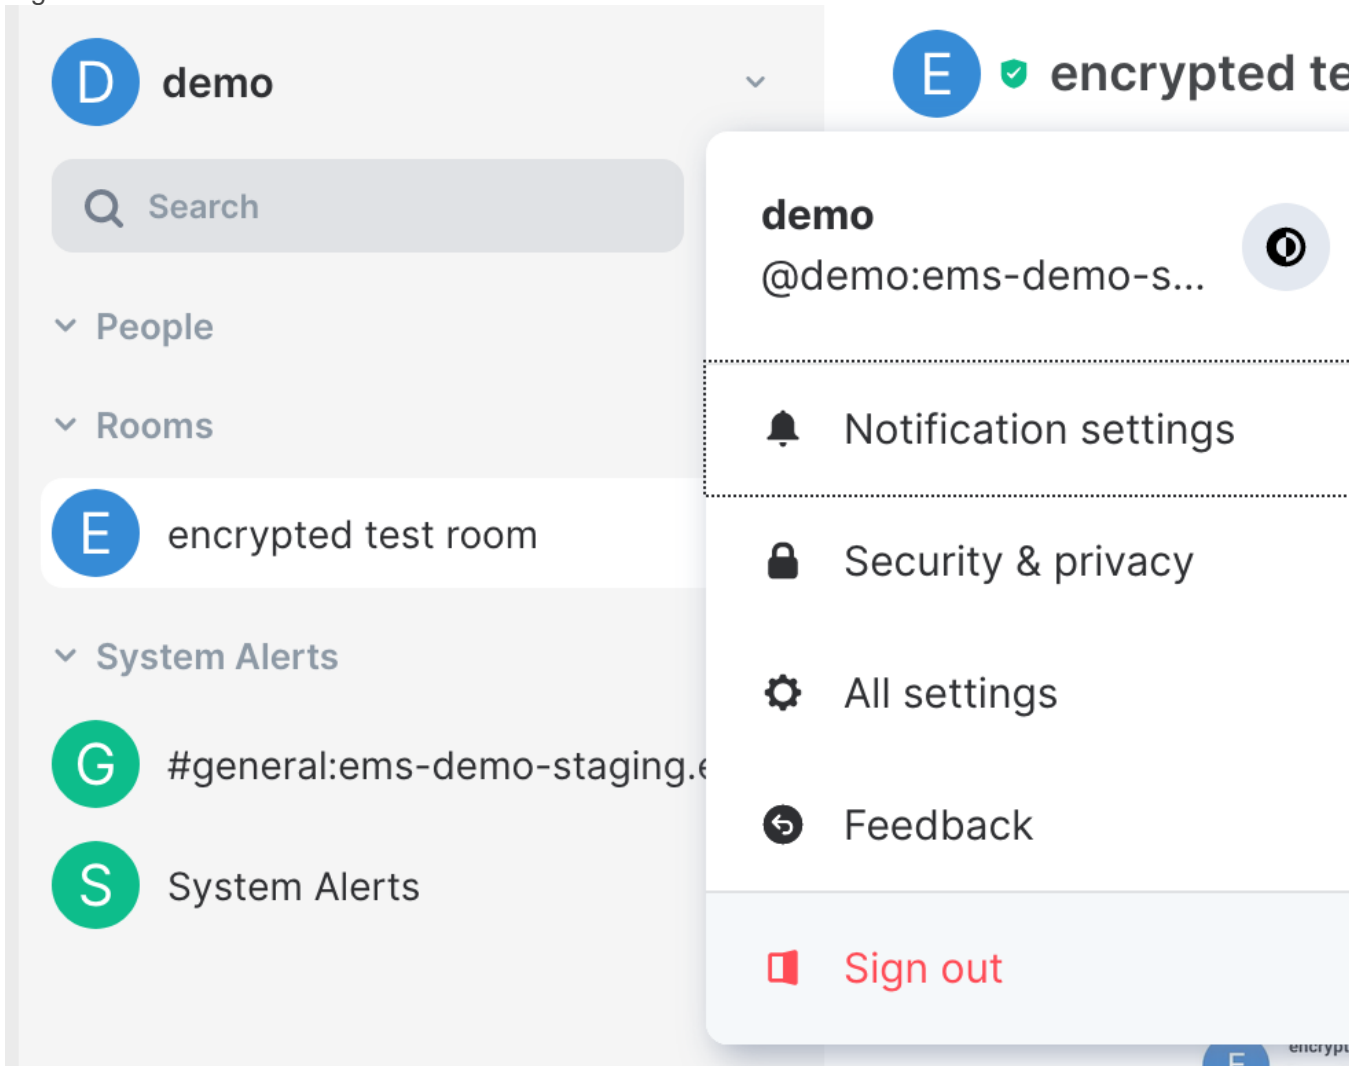 D demo
Search
People
Rooms
E encrypted test room
System Alerts
G #general:ems-demo-staging.
S System Alerts
E encrypted te
demo
@demo:ems-demo-s...
Notification settings
Security & privacy
All settings
Feedback
Sign out
E encrypt